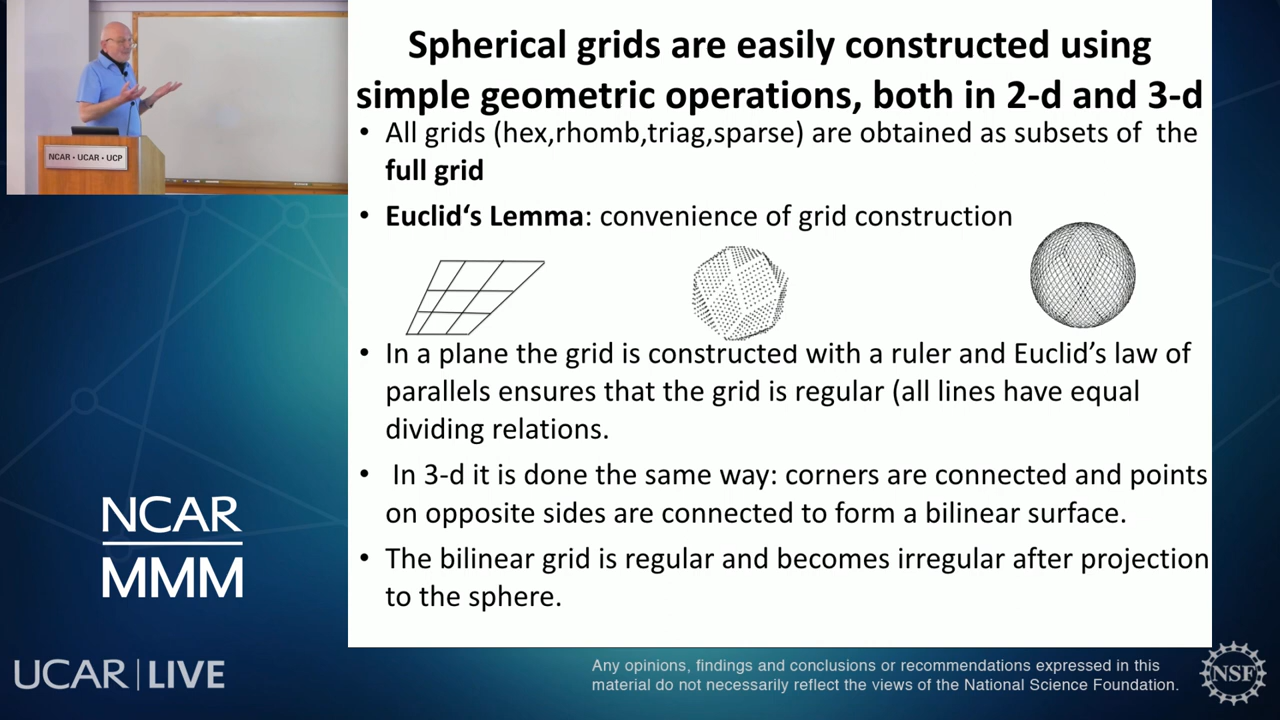 Spherical grids are easily constructed using
simple geometric operations, both in 2-d and 3-d
• All grids (hex,rhomb,triag,sparse) are obtained as subsets of the
full grid
• Euclid‘s Lemma: convenience of grid construction
• In a plane the grid is constructed with a ruler and Euclid’s law of
parallels ensures that the grid is regular (all lines have equal
dividing relations.
• In 3-d it is done the same way: corners are connected and points
on opposite sides are connected to form a bilinear surface.
• The bilinear grid is regular and becomes irregular after projection
to the sphere.
NCAR • UCAR • UCP
NCAR
MMM
UCAR | LIVE
Any opinions, findings and conclusions or recommendations expressed in this
material do not necessarily reflect the views of the National Science Foundation.
NSF